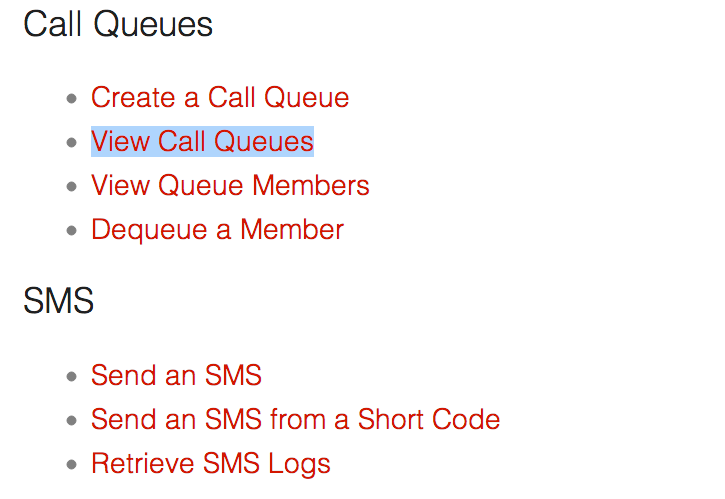 Call Queues
Create a Call Queue
View Call Queues
View Queue Members
Dequeue a Member
SMS
Send an SMS
Send an SMS from a Short Code
Retrieve SMS Logs